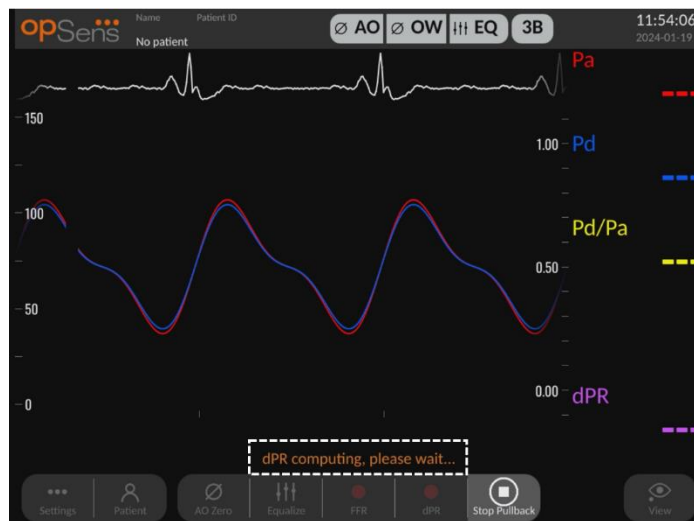 opSens
Name Patient ID
No patient
AO OW EQ 3B
11:54:06
2024-01-19
Pa
150
1.00
Pd
100
Pd/Pa
0.50
50
0.00
0
dPR
dPR computing, please wait...
Settings Patient AO Zero Equalize FFR dPR Stop Pullback View